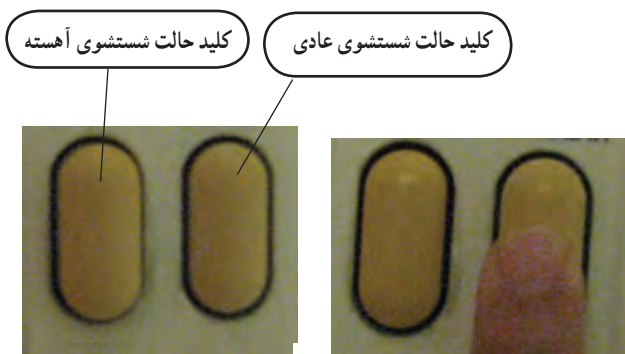 کلید حالت شستشوی عادی
کلید حالت شستشوی آهسته